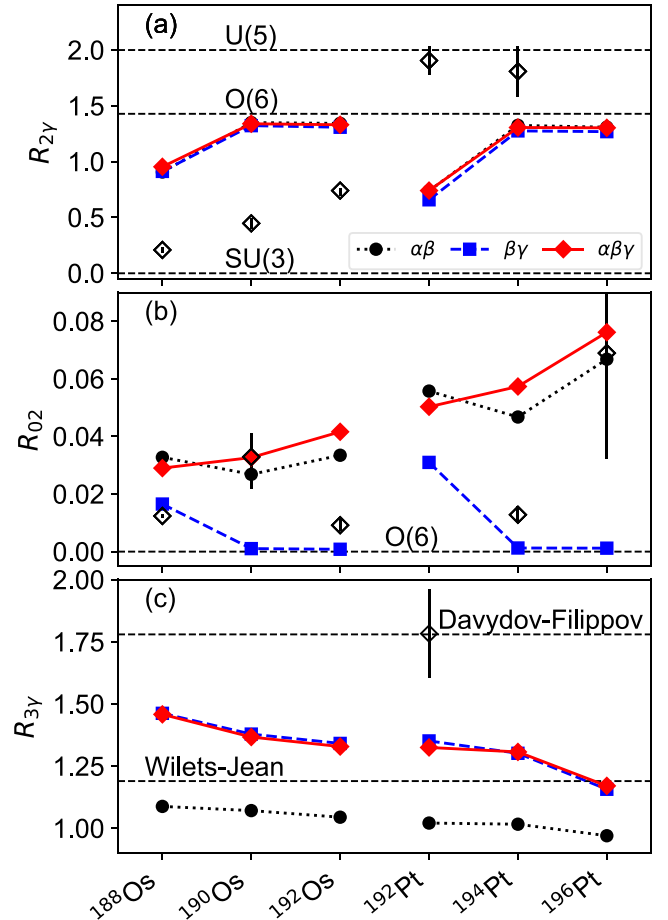 (a)
U(5)
O(6)
SU(3)
R2γ
2.0
1.5
1.0
0.5
0.0
αβ βγ αβγ
(b)
O(6)
R02
0.08
0.06
0.04
0.02
0.00
(c)
Davydov-Filippov
Wilets-Jean
R3γ
2.00
1.75
1.50
1.25
1.00
188Os 190Os 192Os 192Pt 194Pt 196Pt